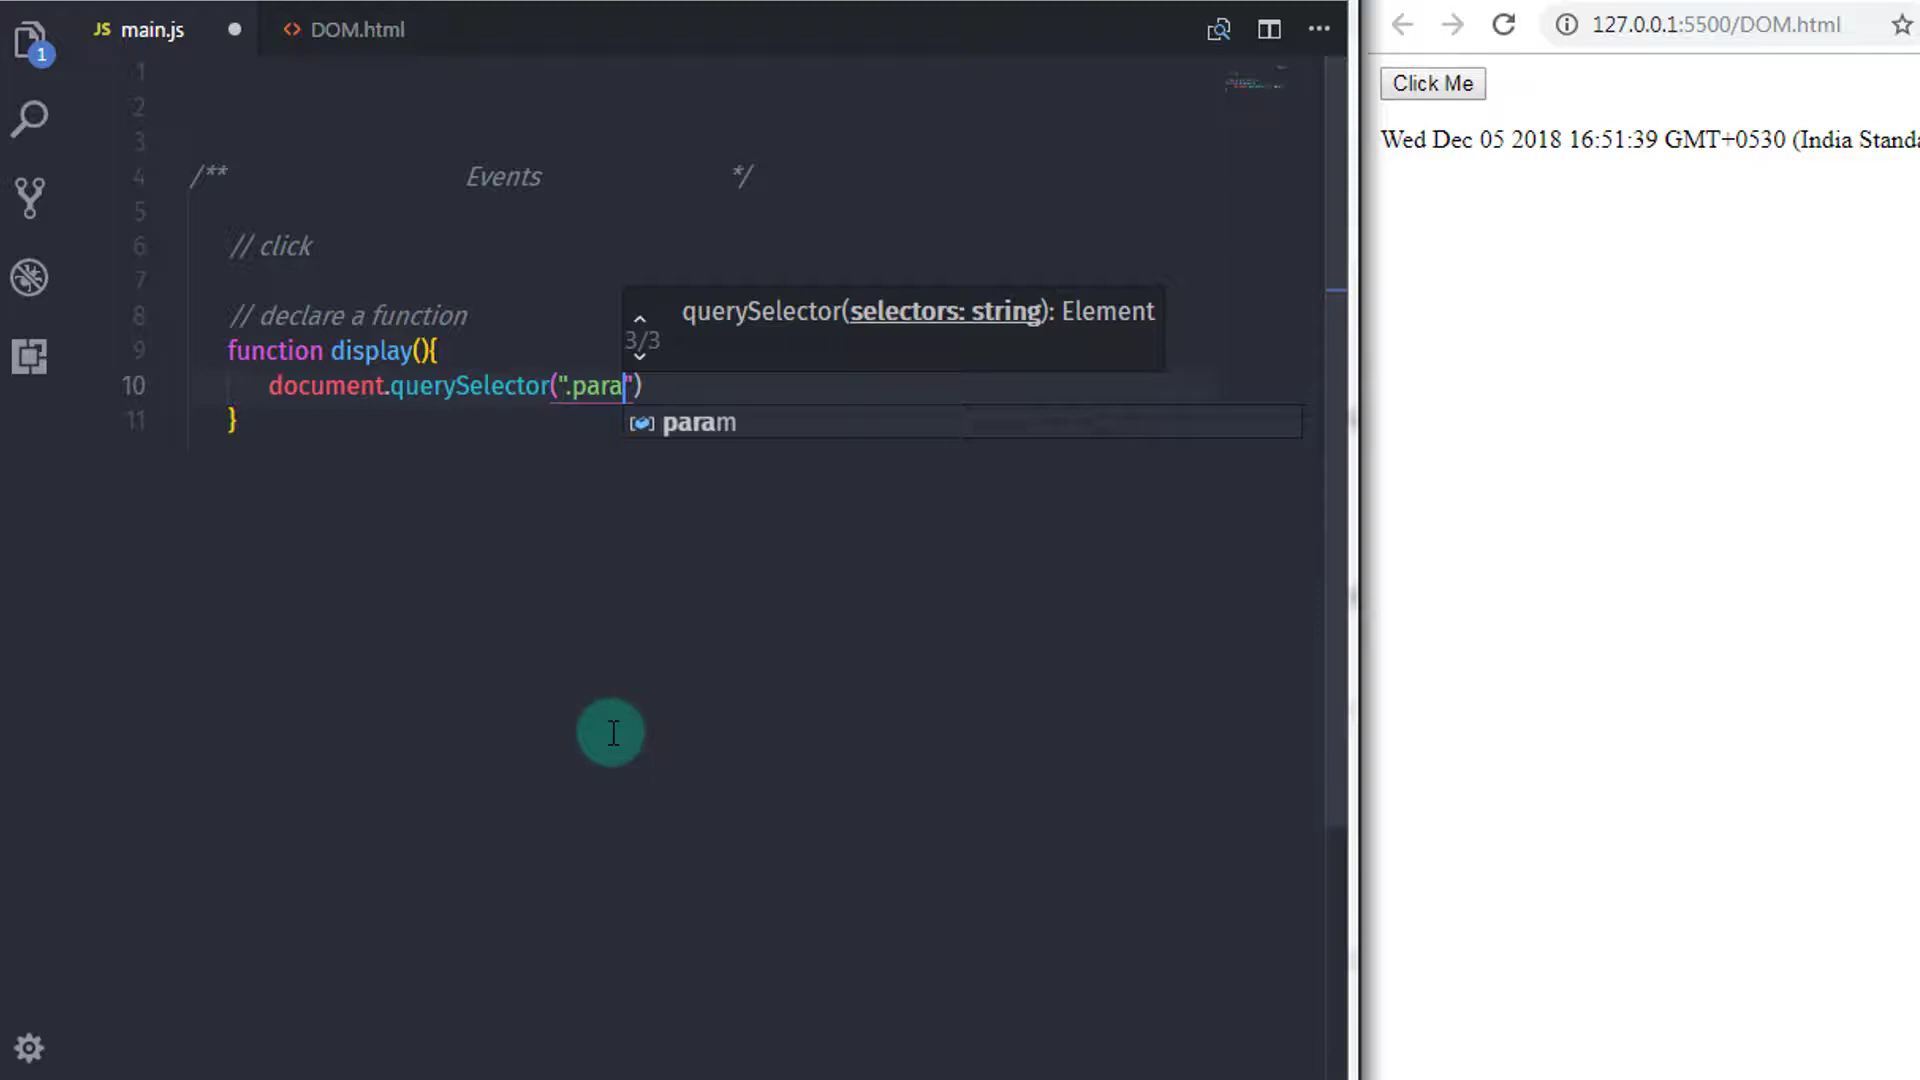 JS main.js DOM.html
127.0.0.1:5500/DOM.html
1
Click Me
Wed Dec 05 2018 16:51:39 GMT+0530 (India Standa
1
2
3
4 /** Events */
5
6 // click
7
8 // declare a function
9 function display(){
10 document.querySelector(".para")
11 }
querySelector(selectors: string): Element
3/3
param